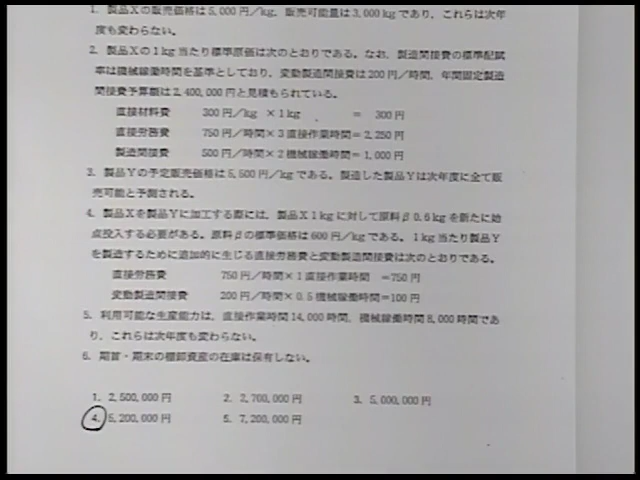 1. 製品Xの販売価格は5,000円/kg、販売可能量は3,000kgであり、これらは次年
度も変わらない。
2. 製品Xの1kg当たり標準原価は次のとおりである。なお、製造間接費の標準配賦
率は機械稼働時間を基準としており、変動製造間接費は200円/時間、年間固定製造
間接費予算額は2,400,000円と見積もられている。
直接材料費 300円/kg ×1kg = 300円
直接労務費 750円/時間×3直接作業時間=2,250円
製造間接費 500円/時間×2機械稼働時間=1,000円
3. 製品Yの予定販売価格は5,500円/kgである。製造した製品Yは次年度に全て販
売可能と予測される。
4. 製品Xを製品Yに加工する際には、製品X1kgに対して原料β0.6kgを新たに始
点投入する必要がある。原料βの標準価格は600円/kgである。1kg当たり製品Y
を製造するために追加的に生じる直接労務費と変動製造間接費は次のとおりである。
直接労務費 750円/時間×1直接作業時間 =750円
変動製造間接費 200円/時間×0.5機械稼働時間=100円
5. 利用可能な生産能力は、直接作業時間14,000時間、機械稼働時間8,000時間であ
り、これらは次年度も変わらない。
6. 期首・期末の棚卸資産の在庫は保有しない。
1. 2,500,000円 2. 2,700,000円 3. 5,000,000円
4. 5,200,000円 5. 7,200,000円